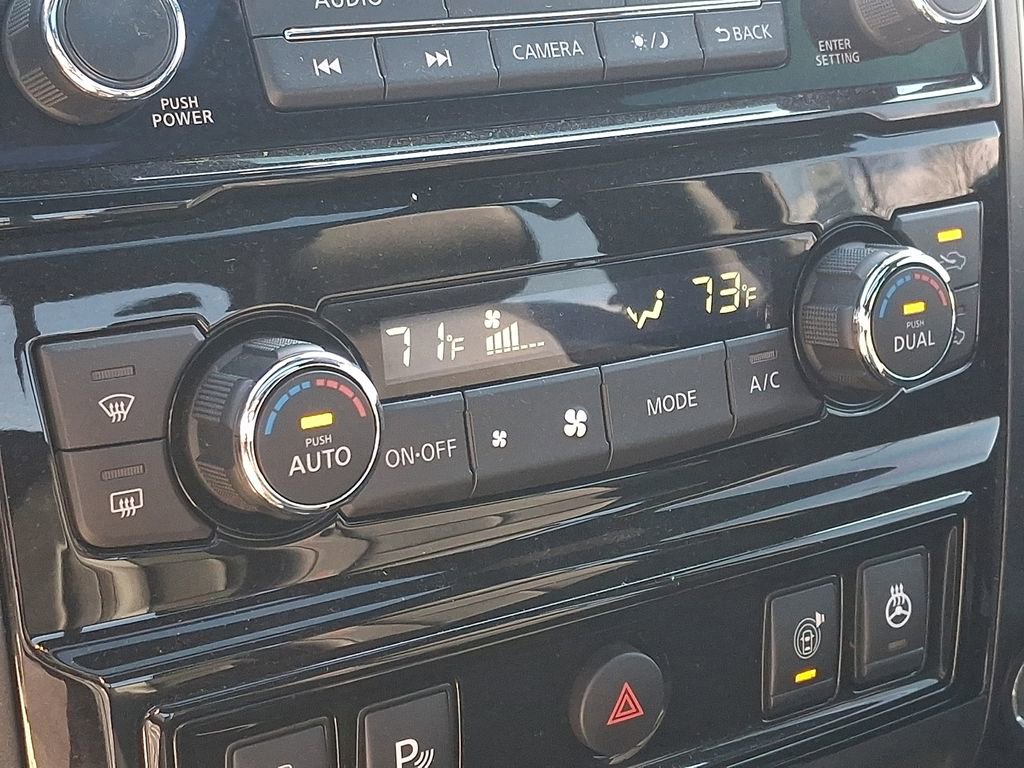 AUDIO
CAMERA
BACK
ENTER
SETTING
PUSH
POWER
71°F
73°F
PUSH
AUTO
ON·OFF
MODE
A/C
PUSH
DUAL
P